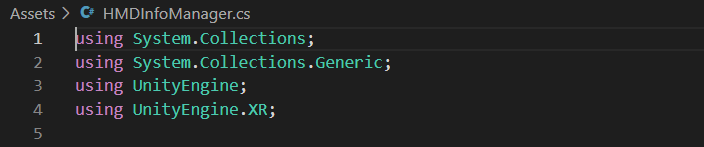 Assets > C# HMDInfoManager.cs
1 using System.Collections;
2 using System.Collections.Generic;
3 using UnityEngine;
4 using UnityEngine.XR;
5